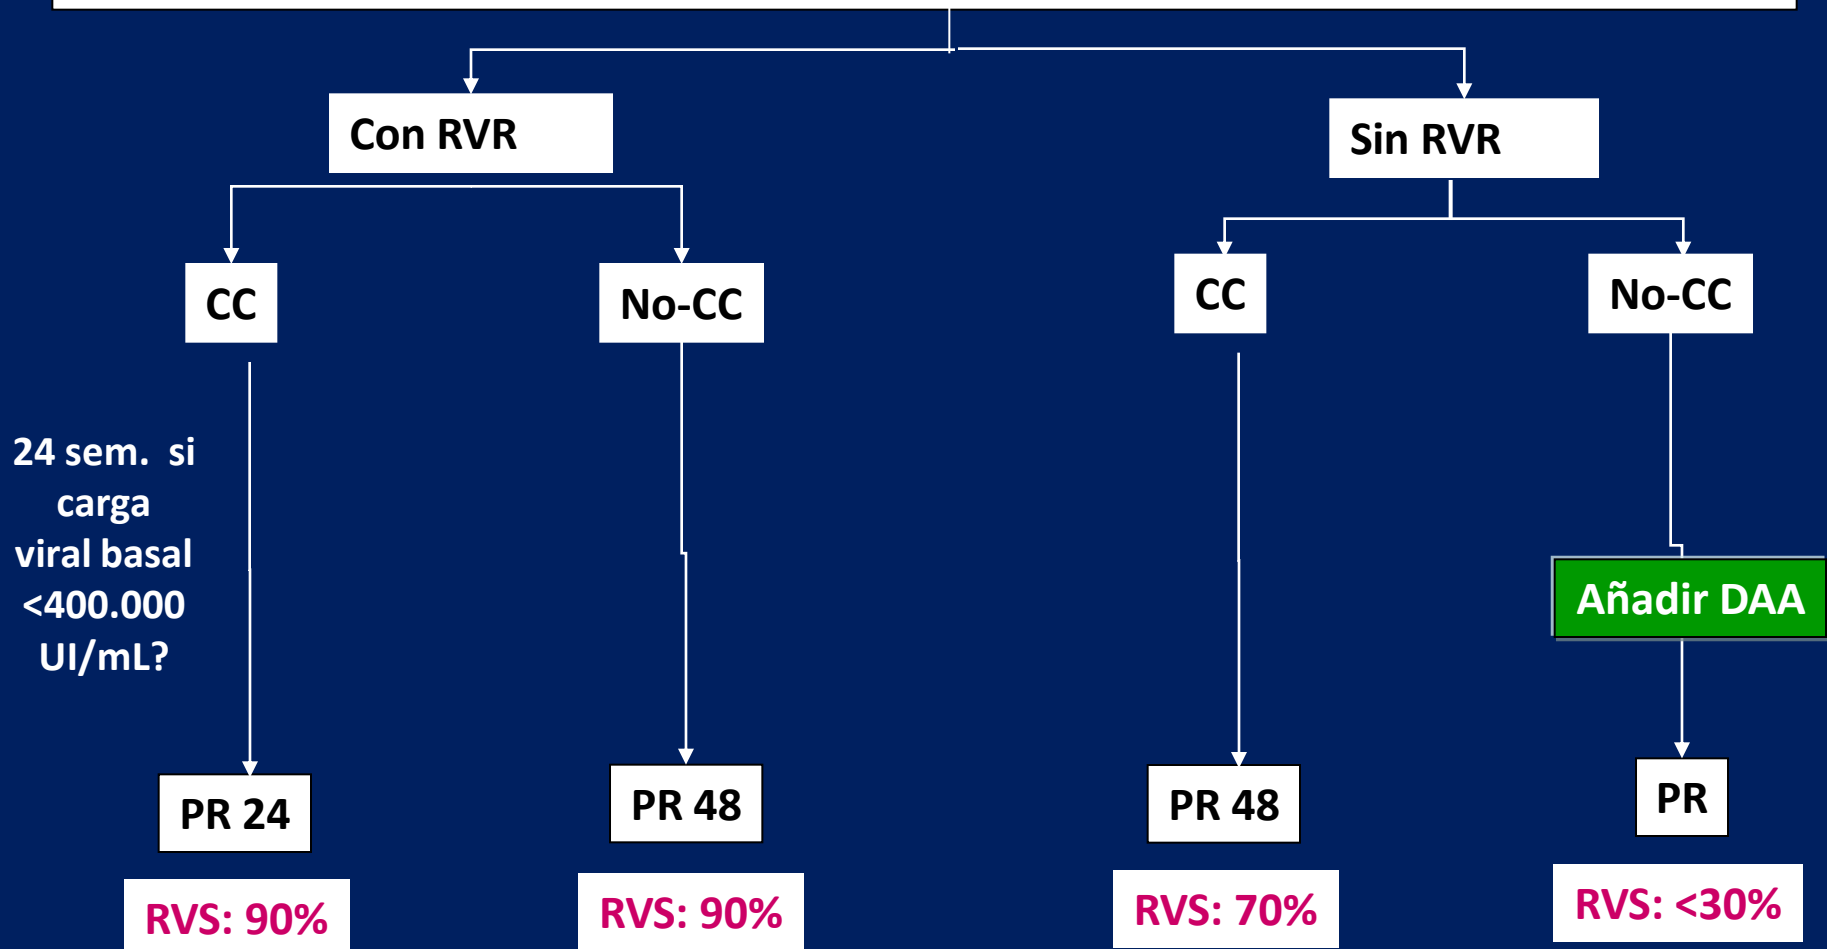 Con RVR
Sin RVR
CC
No-CC
CC
No-CC
24 sem. si
carga
viral basal
<400.000
UI/mL?
Añadir DAA
PR 24
PR 48
PR 48
PR
RVS: 90%
RVS: 90%
RVS: 70%
RVS: <30%